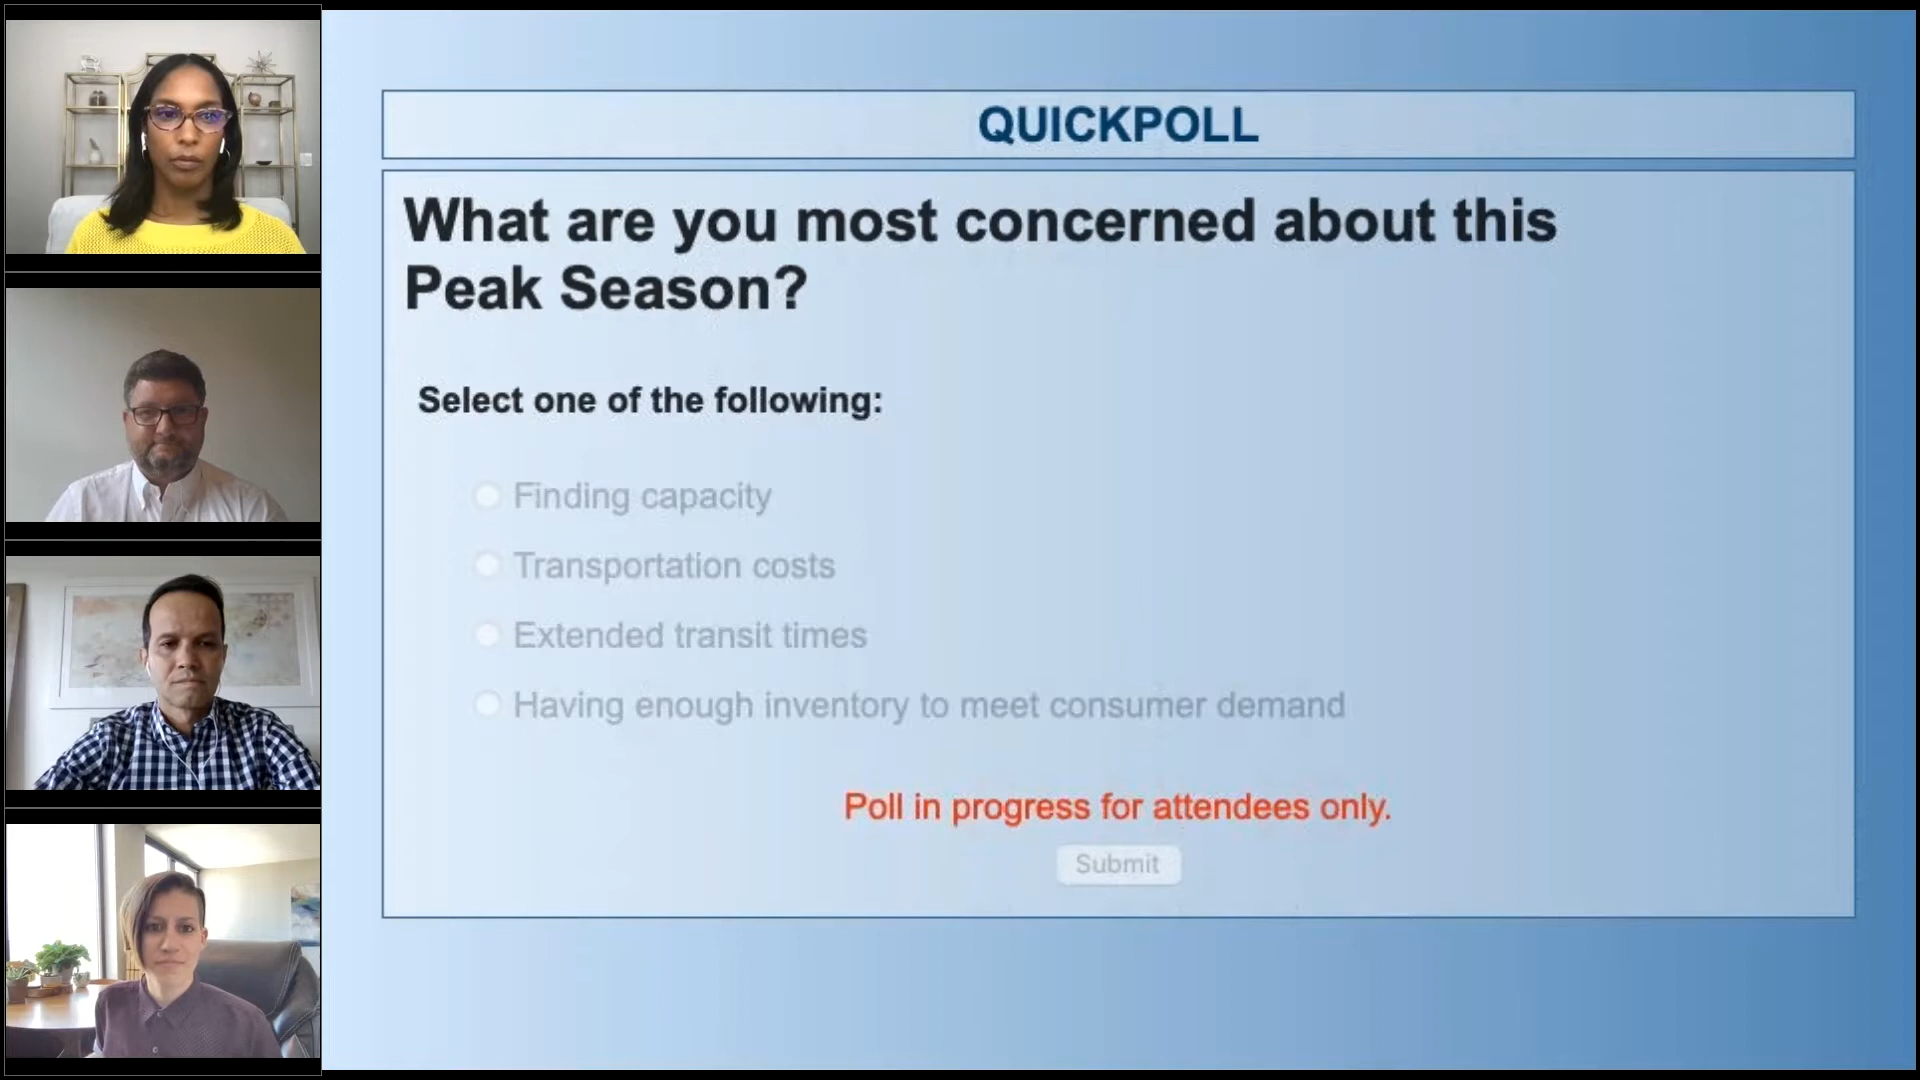 QUICKPOLL
What are you most concerned about this
Peak Season?
Select one of the following:
Finding capacity
Transportation costs
Extended transit times
Having enough inventory to meet consumer demand
Poll in progress for attendees only.
Submit